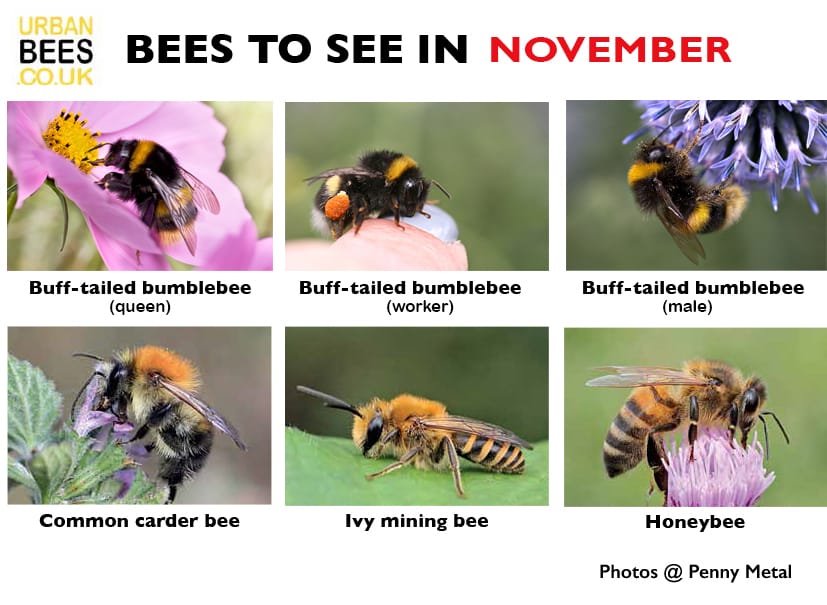 URBAN
BEES
.CO.UK
BEES TO SEE IN NOVEMBER
Buff-tailed bumblebee
(queen)
Buff-tailed bumblebee
(worker)
Buff-tailed bumblebee
(male)
Common carder bee
Ivy mining bee
Honeybee
Photos @ Penny Metal